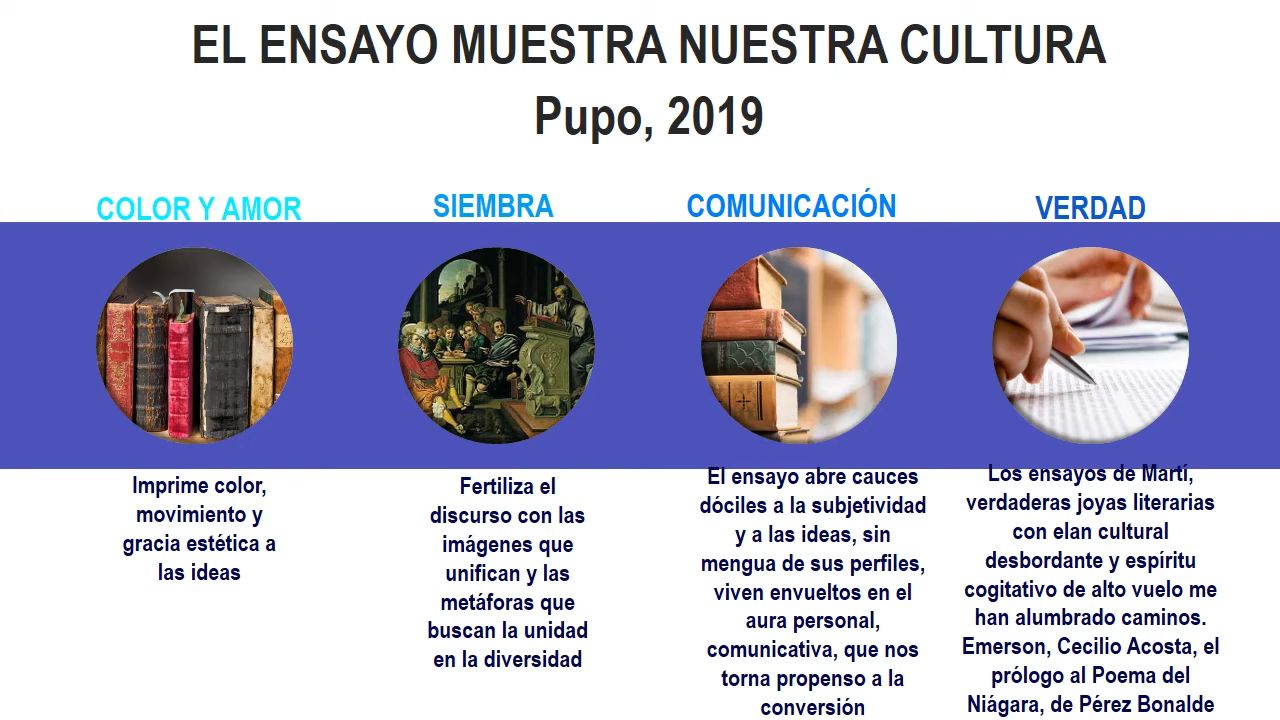 EL ENSAYO MUESTRA NUESTRA CULTURA
Pupo, 2019
COLOR Y AMOR
Imprime color,
movimiento y
gracia estética a
las ideas
SIEMBRA
Fertiliza el
discurso con las
imágenes que
unifican y las
metáforas que
buscan la unidad
en la diversidad
COMUNICACIÓN
El ensayo abre cauces
dóciles a la subjetividad
y a las ideas, sin
mengua de sus perfiles,
viven envueltos en el
aura personal,
comunicativa, que nos
torna propenso a la
conversión
VERDAD
Los ensayos de Martí,
verdaderas joyas literarias
con elan cultural
desbordante y espíritu
cogitativo de alto vuelo me
han alumbrado caminos.
Emerson, Cecilio Acosta, el
prólogo al Poema del
Niágara, de Pérez Bonalde